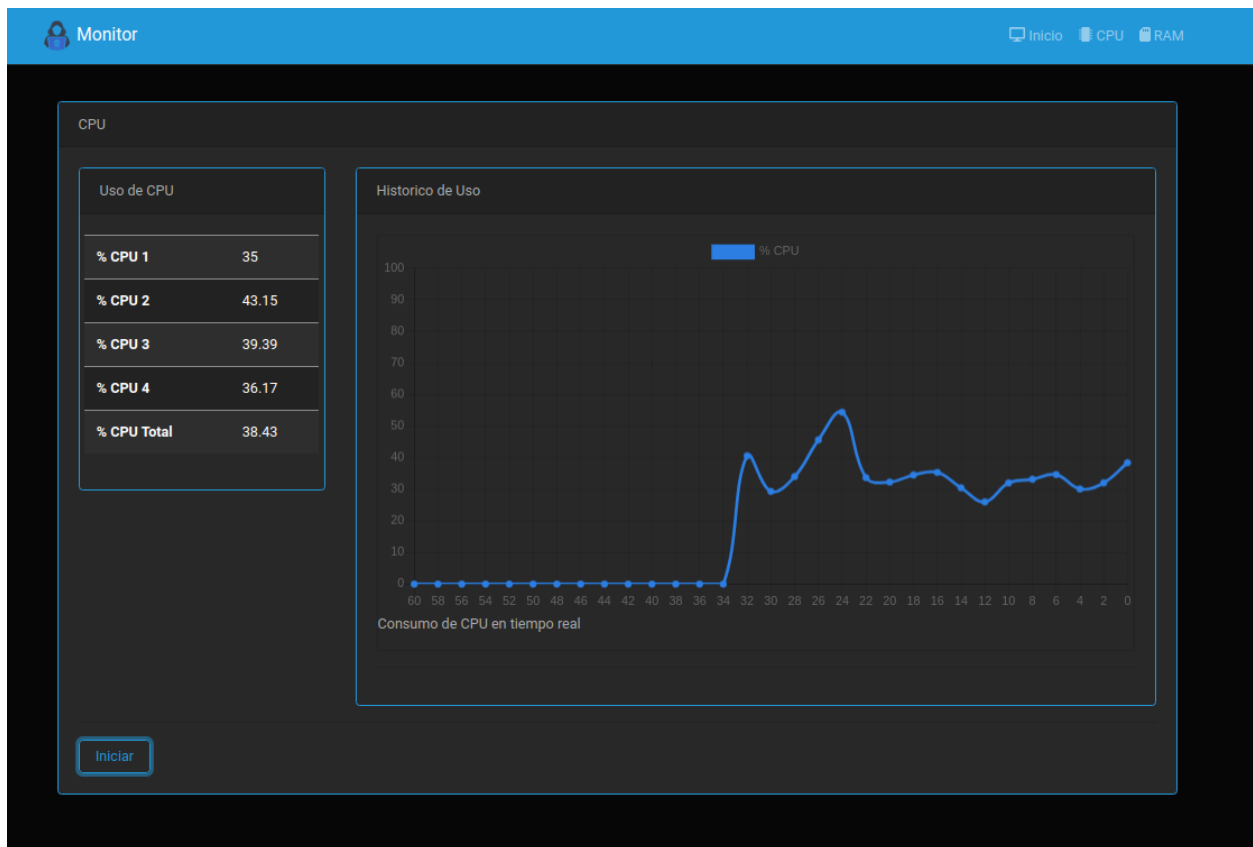 Monitor
Inicio CPU RAM
CPU
Uso de CPU
% CPU 1 35
% CPU 2 43.15
% CPU 3 39.39
% CPU 4 36.17
% CPU Total 38.43
Historico de Uso
% CPU
100
90
80
70
60
50
40
30
20
10
0
60 58 56 54 52 50 48 46 44 42 40 38 36 34 32 30 28 26 24 22 20 18 16 14 12 10 8 6 4 2 0
Consumo de CPU en tiempo real
Iniciar